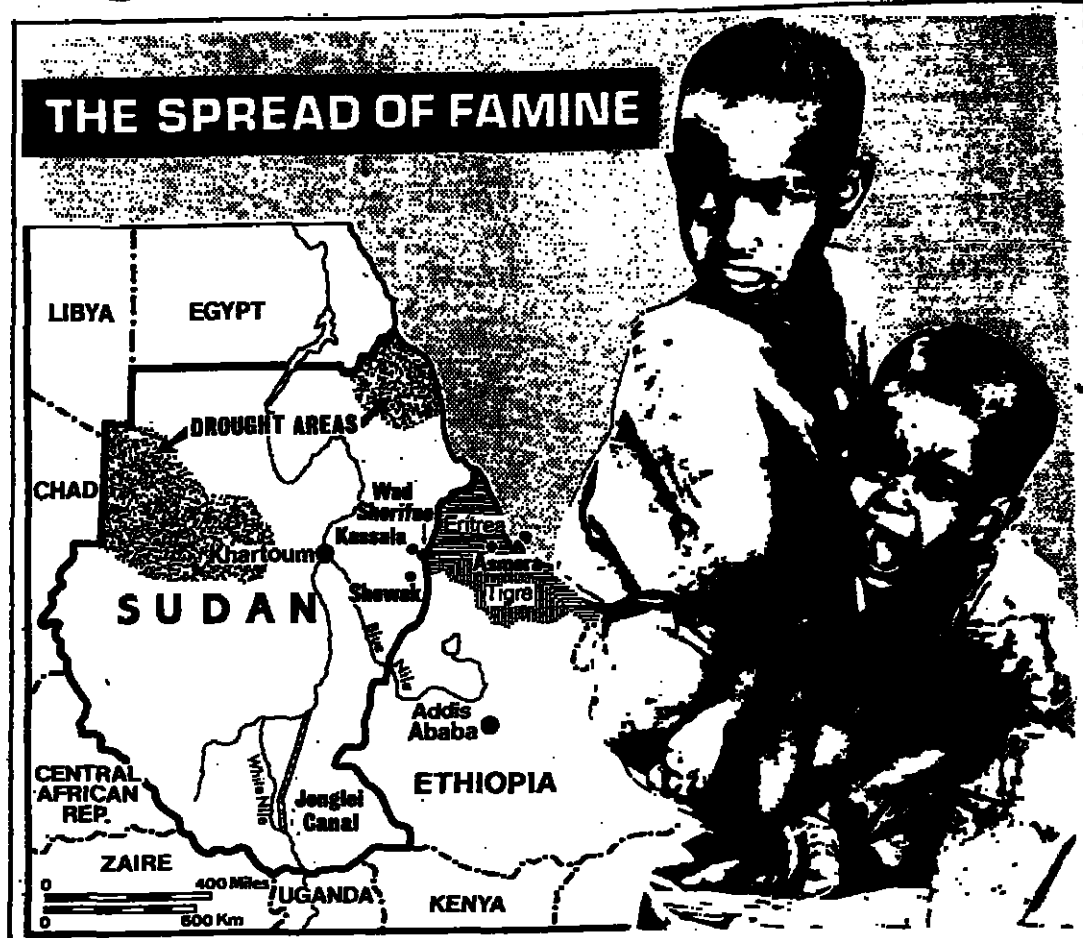 THE SPREAD OF FAMINE
LIBYA
EGYPT
DROUGHT AREAS
CHAD
Wad
Sherifae
Kassala
Eritrea
Khartoum
Asmara
Showak
Tigre
SUDAN
Blue
Nile
Addis
Ababa
ETHIOPIA
CENTRAL
AFRICAN
REP.
White Nile
Jonglei
Canal
ZAIRE
UGANDA
KENYA
0 400 Miles
0 600 Km